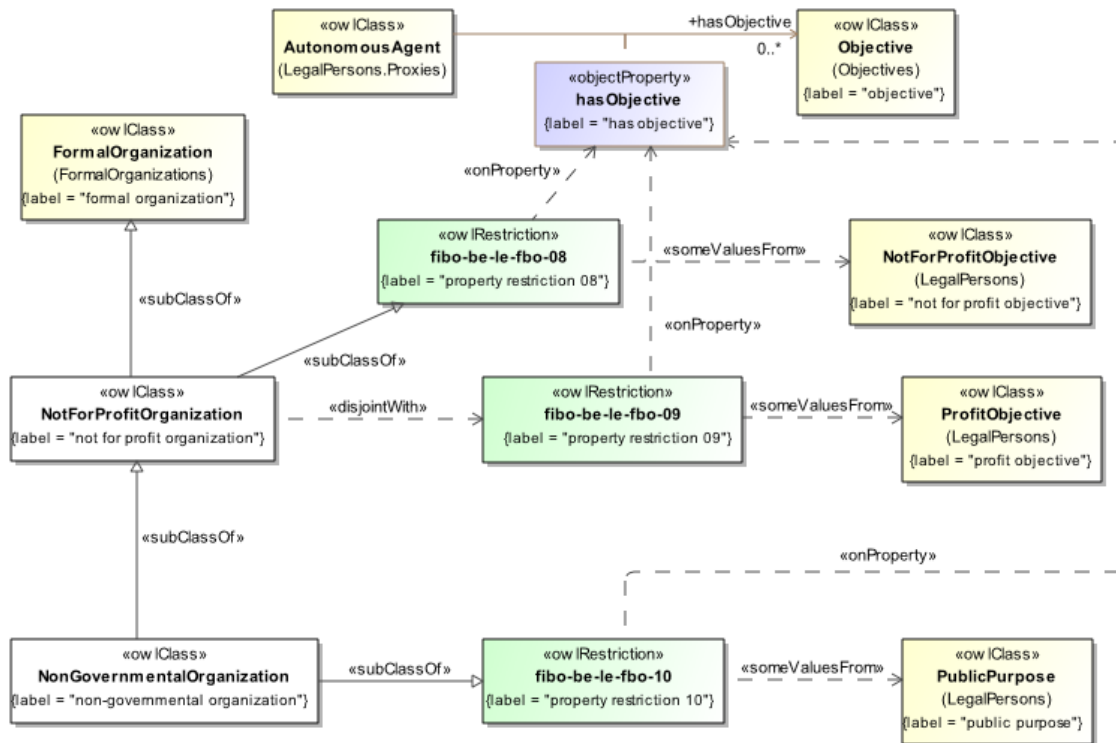 «owlClass»
AutonomousAgent
(LegalPersons.Proxies)
+hasObjective
0..*
«owlClass»
Objective
(Objectives)
{label = "objective"}
«objectProperty»
hasObjective
{label = "has objective"}
«owlClass»
FormalOrganization
(FormalOrganizations)
{label = "formal organization"}
«onProperty»
«owlRestriction»
fibo-be-le-fbo-08
{label = "property restriction 08"}
«someValuesFrom»
«owlClass»
NotForProfitObjective
(LegalPersons)
{label = "not for profit objective"}
«subClassOf»
«onProperty»
«subClassOf»
«owlClass»
NotForProfitOrganization
{label = "not for profit organization"}
«disjointWith»
«owlRestriction»
fibo-be-le-fbo-09
{label = "property restriction 09"}
«someValuesFrom»
«owlClass»
ProfitObjective
(LegalPersons)
{label = "profit objective"}
«subClassOf»
«onProperty»
«owlClass»
NonGovernmentalOrganization
{label = "non-governmental organization"}
«subClassOf»
«owlRestriction»
fibo-be-le-fbo-10
{label = "property restriction 10"}
«someValuesFrom»
«owlClass»
PublicPurpose
(LegalPersons)
{label = "public purpose"}